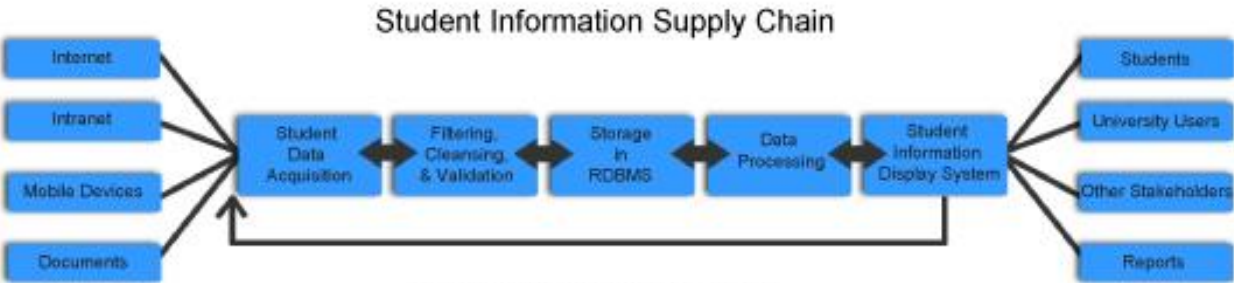 Student Information Supply Chain
Internet
Intranet
Mobile Devices
Documents
Student
Data
Acquisition
Filtering,
Cleansing,
& Validation
Storage
in
RDBMS
Data
Processing
Student
Information
Display System
Students
University Users
Other Stakeholders
Reports